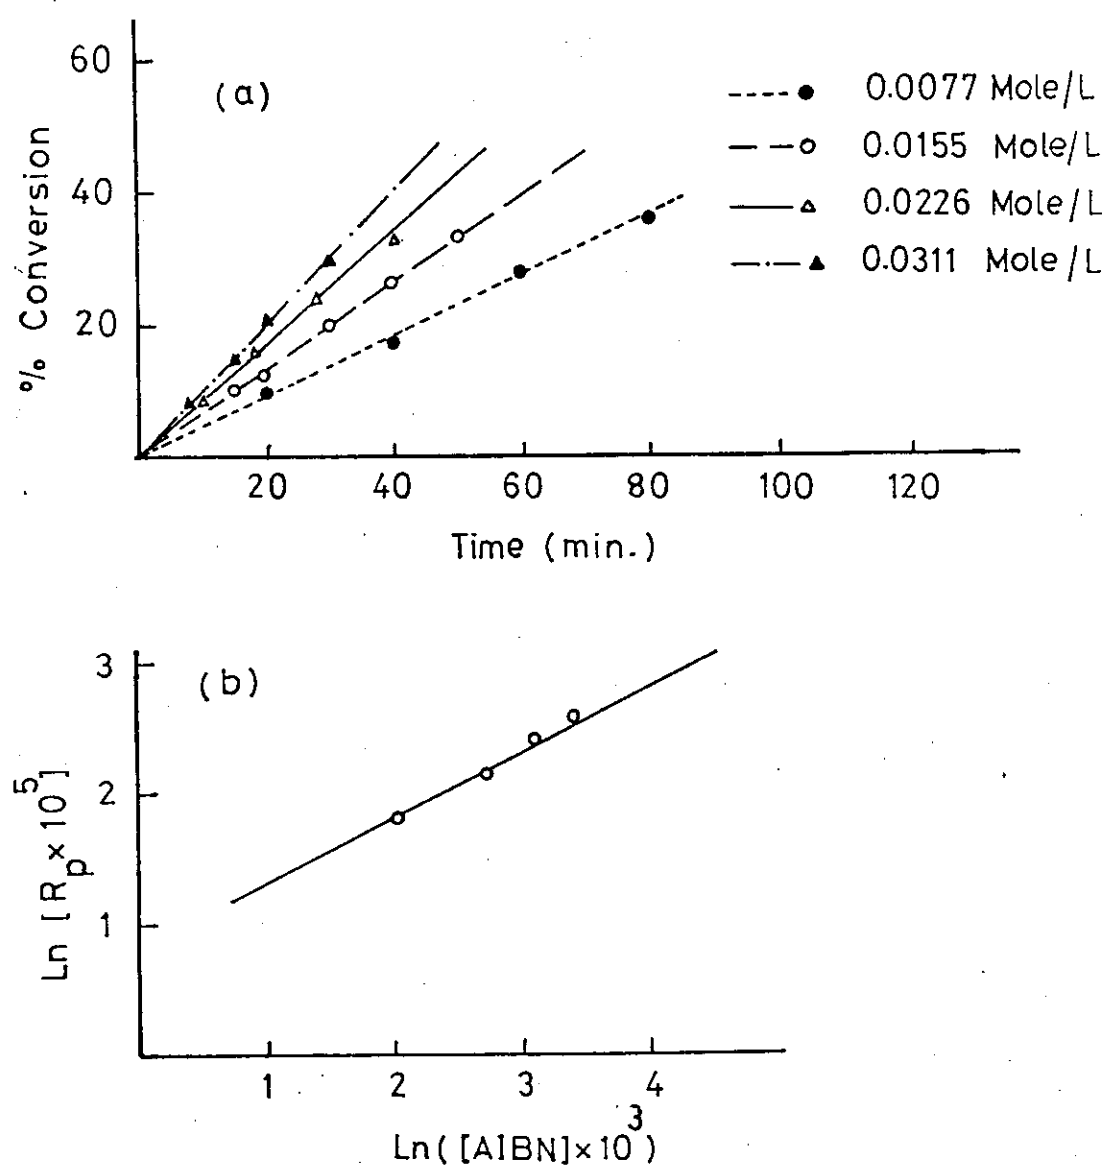 60
(a)
0.0077 Mole/L
0.0155 Mole/L
40
0.0226 Mole/L
0.0311 Mole/L
20
% Conversion
20 40 60 80 100 120
Time (min.)
3
(b)
2
1
Ln [Rp × 10⁵]
1 2 3 4
Ln([AIBN]×10³)